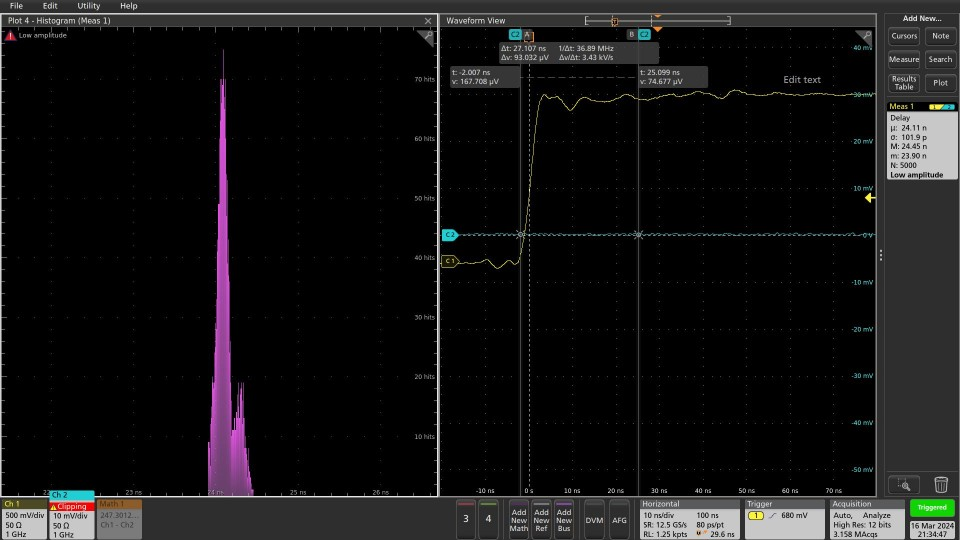 File Edit Utility Help
Plot 4 - Histogram (Meas 1)
Low amplitude
70 hits
60 hits
50 hits
40 hits
30 hits
20 hits
10 hits
23 ns
24 ns
25 ns
26 ns
Waveform View
C2 A
B C2
Δt: 27.107 ns 1/Δt: 36.89 MHz
Δv: 93.032 µV Δv/Δt: 3.43 kV/s
t: -2.007 ns
v: 167.708 µV
t: 25.099 ns
v: 74.677 µV
Edit text
40 mV
30 mV
20 mV
10 mV
0 V
-10 mV
-20 mV
-30 mV
-40 mV
-50 mV
C 2
C 1
-10 ns 0 s 10 ns 20 ns 30 ns 40 ns 50 ns 60 ns 70 ns
Add New...
Cursors Note
Measure Search
Results
Table
Plot
Meas 1
1 2
Delay
µ: 24.11 n
σ: 101.9 p
M: 24.45 n
m: 23.90 n
N: 5000
Low amplitude
Ch 1
500 mV/div
50 Ω
1 GHz
Ch 2
Clipping
10 mV/div
50 Ω
1 GHz
Math 1
247.3012...
Ch1 - Ch2
3
4
Add
New
Math
Add
New
Ref
Add
New
Bus
DVM
AFG
Horizontal
10 ns/div 100 ns
SR: 12.5 GS/s 80 ps/pt
RL: 1.25 kpts 29.6 ns
Trigger
1 680 mV
Acquisition
Auto, Analyze
High Res: 12 bits
3.158 MAcqs
Triggered
16 Mar 2024
21:34:47